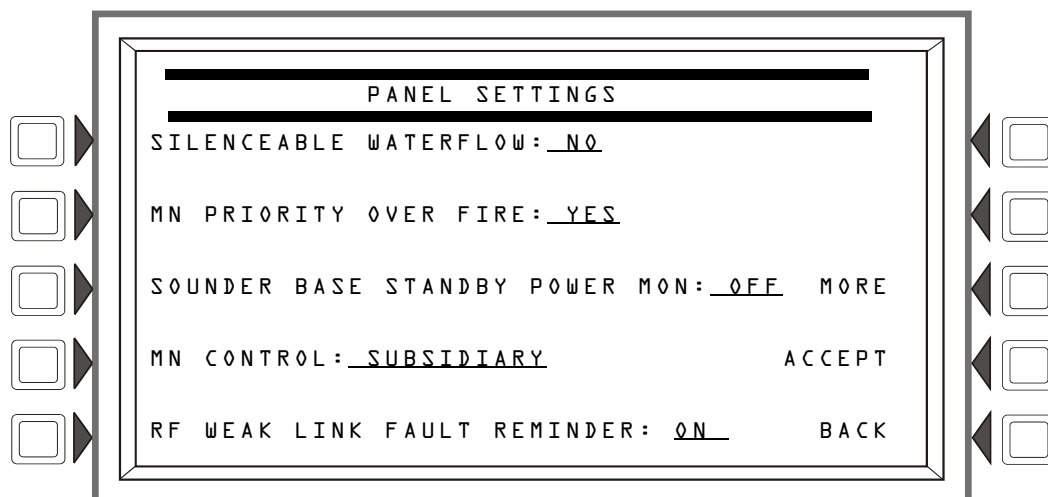 PANEL SETTINGS
SILENCEABLE WATERFLOW: NO
MN PRIORITY OVER FIRE: YES
SOUNDER BASE STANDBY POWER MON: OFF MORE
MN CONTROL: SUBSIDIARY ACCEPT
RF WEAK LINK FAULT REMINDER: ON BACK